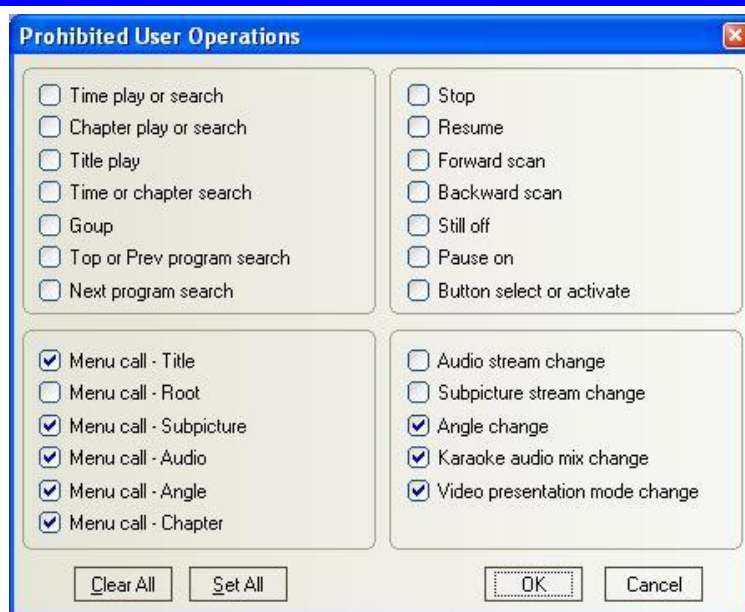 Prohibited User Operations
Time play or search
Chapter play or search
Title play
Time or chapter search
Goup
Top or Prev program search
Next program search
Stop
Resume
Forward scan
Backward scan
Still off
Pause on
Button select or activate
Menu call - Title
Menu call - Root
Menu call - Subpicture
Menu call - Audio
Menu call - Angle
Menu call - Chapter
Audio stream change
Subpicture stream change
Angle change
Karaoke audio mix change
Video presentation mode change
Clear All
Set All
OK
Cancel